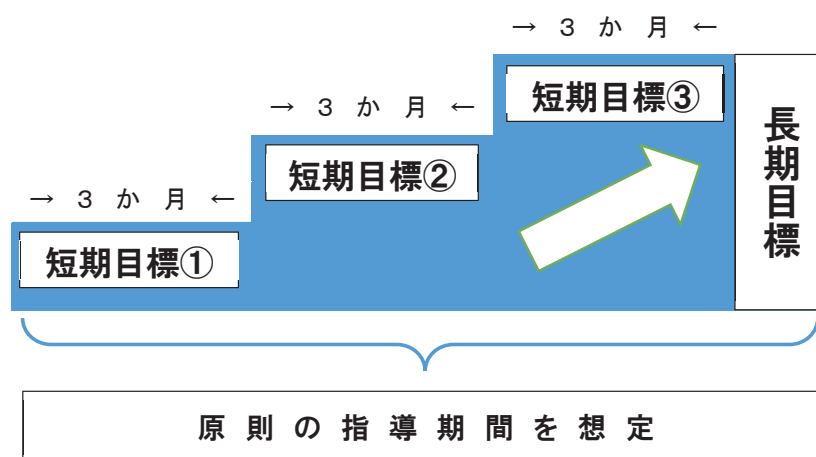 → 3 か 月 ←
短期目標①
→ 3 か 月 ←
短期目標②
→ 3 か 月 ←
短期目標③
長期目標
原則の指導期間を想定